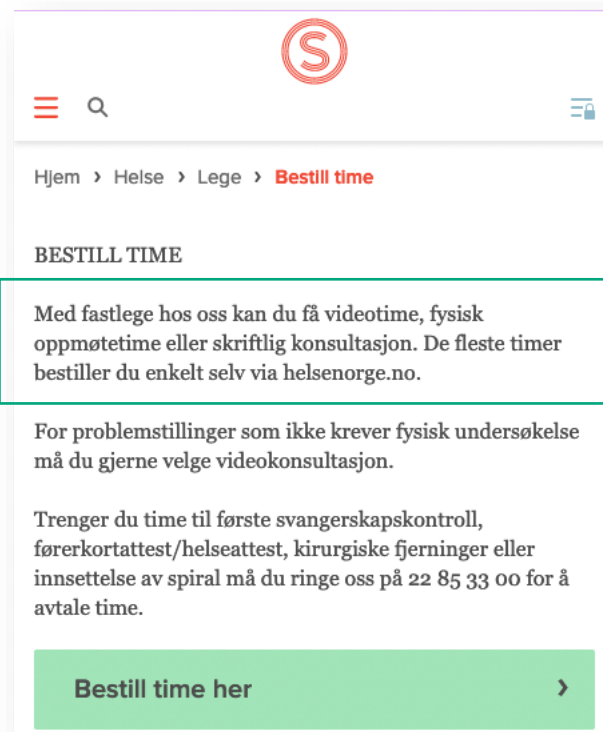 S
Hjem › Helse › Lege › Bestill time
BESTILL TIME
Med fastlege hos oss kan du få videotime, fysisk
oppmøtetime eller skriftlig konsultasjon. De fleste timer
bestiller du enkelt selv via helsenorge.no.
For problemstillinger som ikke krever fysisk undersøkelse
må du gjerne velge videokonsultasjon.
Trenger du time til første svangerskapskontroll,
førerkortattest/helseattest, kirurgiske fjerninger eller
innsettelse av spiral må du ringe oss på 22 85 33 00 for å
avtale time.
Bestill time her ›